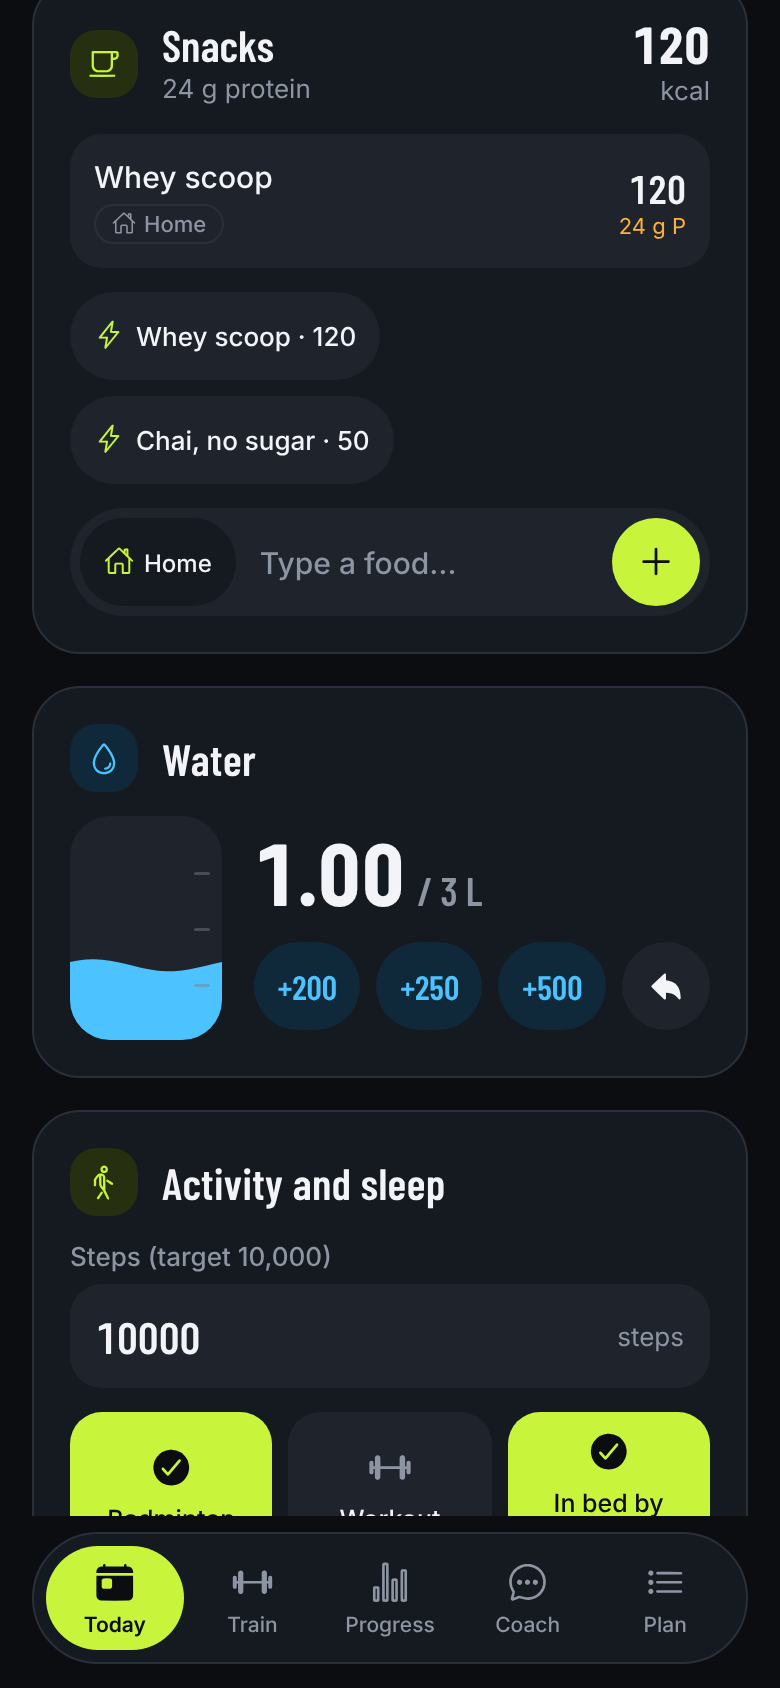 Snacks
120
24 g protein
kcal
Whey scoop
120
Home
24 g P
Whey scoop · 120
Chai, no sugar · 50
Home
Type a food...
Water
1.00 / 3 L
+200
+250
+500
Activity and sleep
Steps (target 10,000)
10000
steps
Badminton
Workout
In bed by
Today
Train
Progress
Coach
Plan